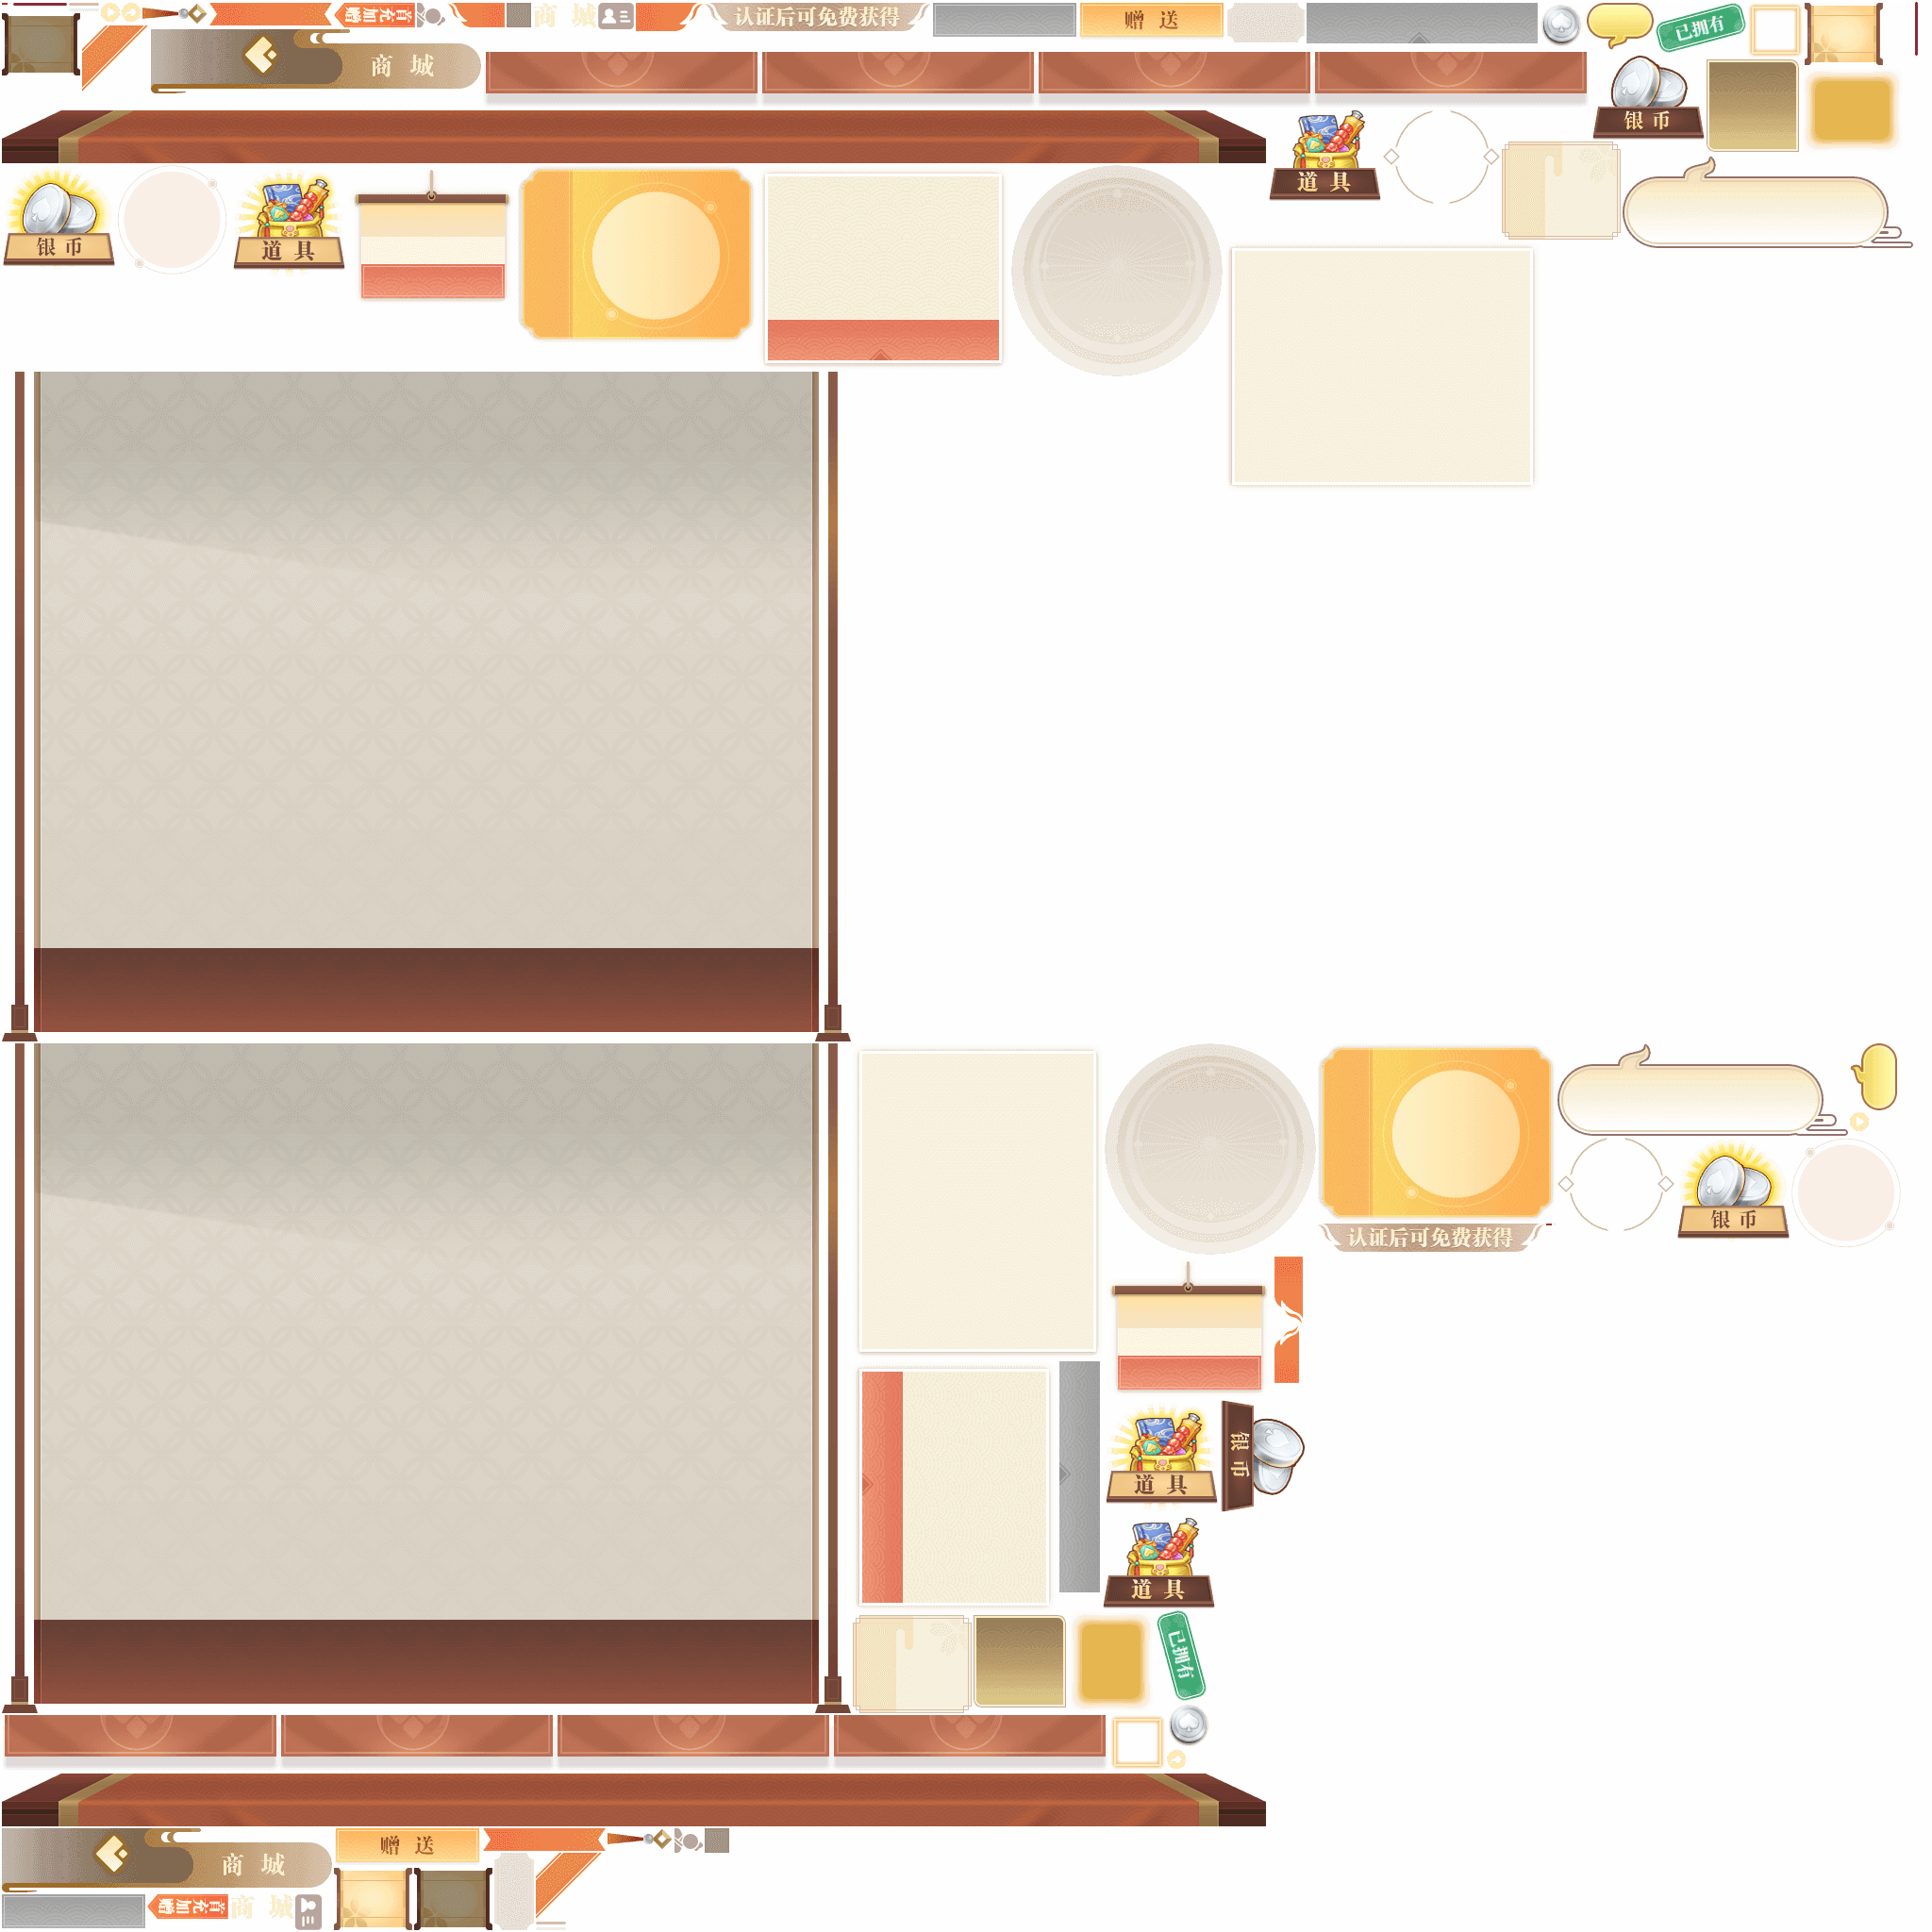 首充加赠
商 城
认证后可免费获得
赠 送
已拥有
商 城
银币
道具
银币
道具
认证后可免费获得
银币
道具
银币
道具
已拥有
商 城
赠 送
首充加赠
商 城